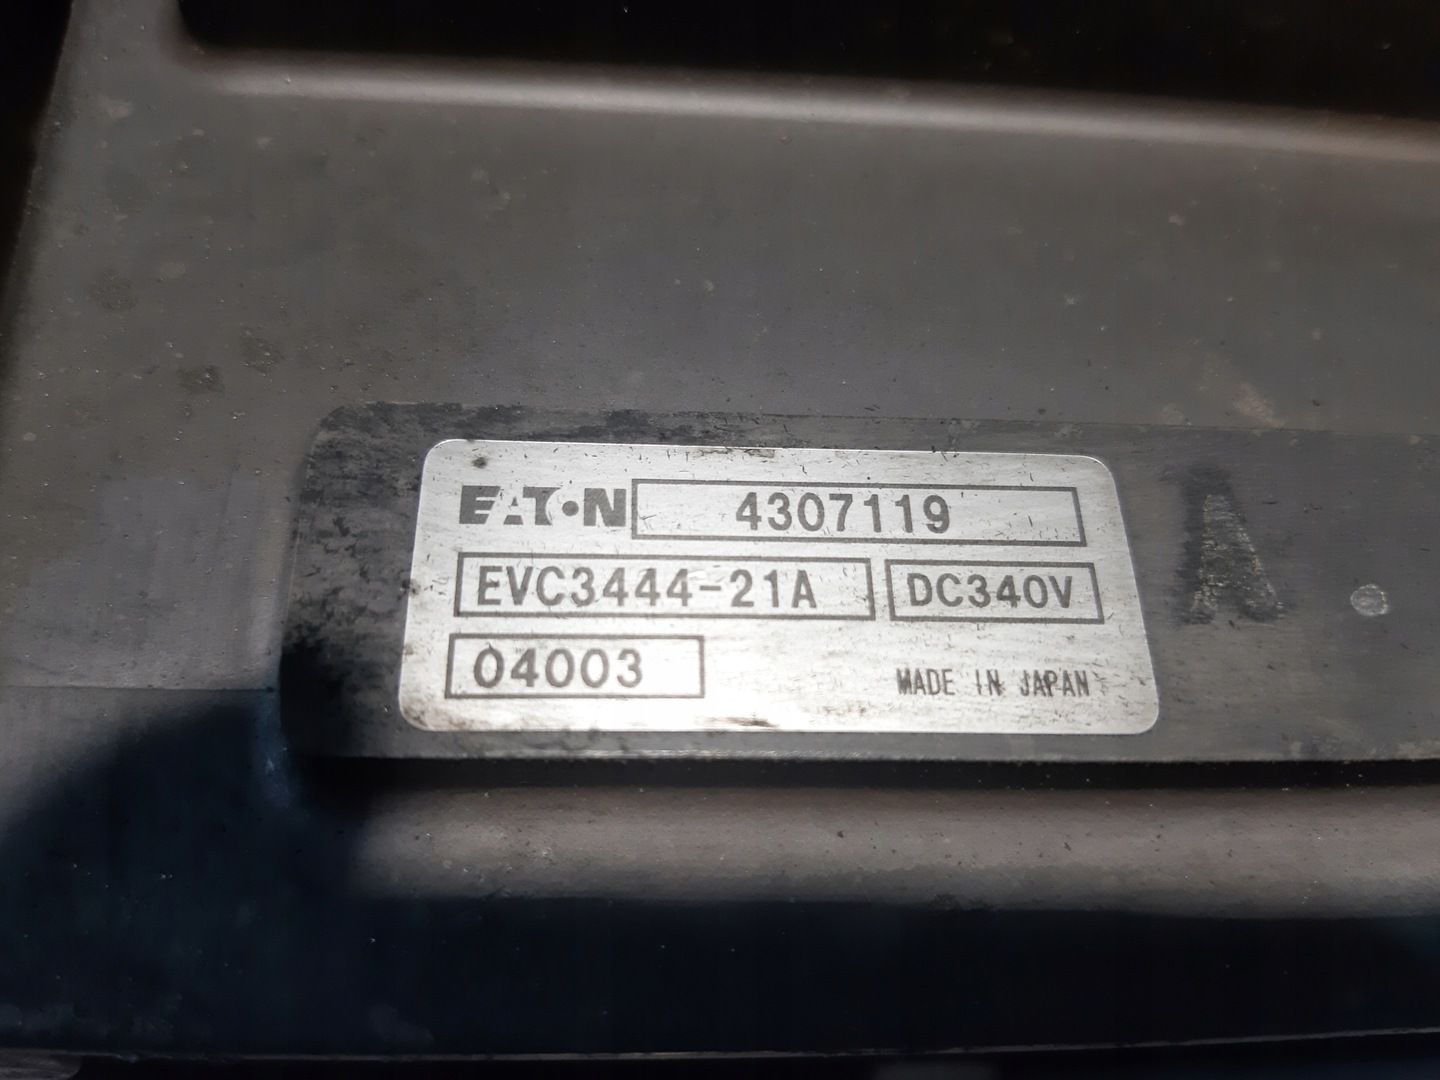 EATON 4307119
EVC3444-21A DC340V
04003 MADE IN JAPAN
A